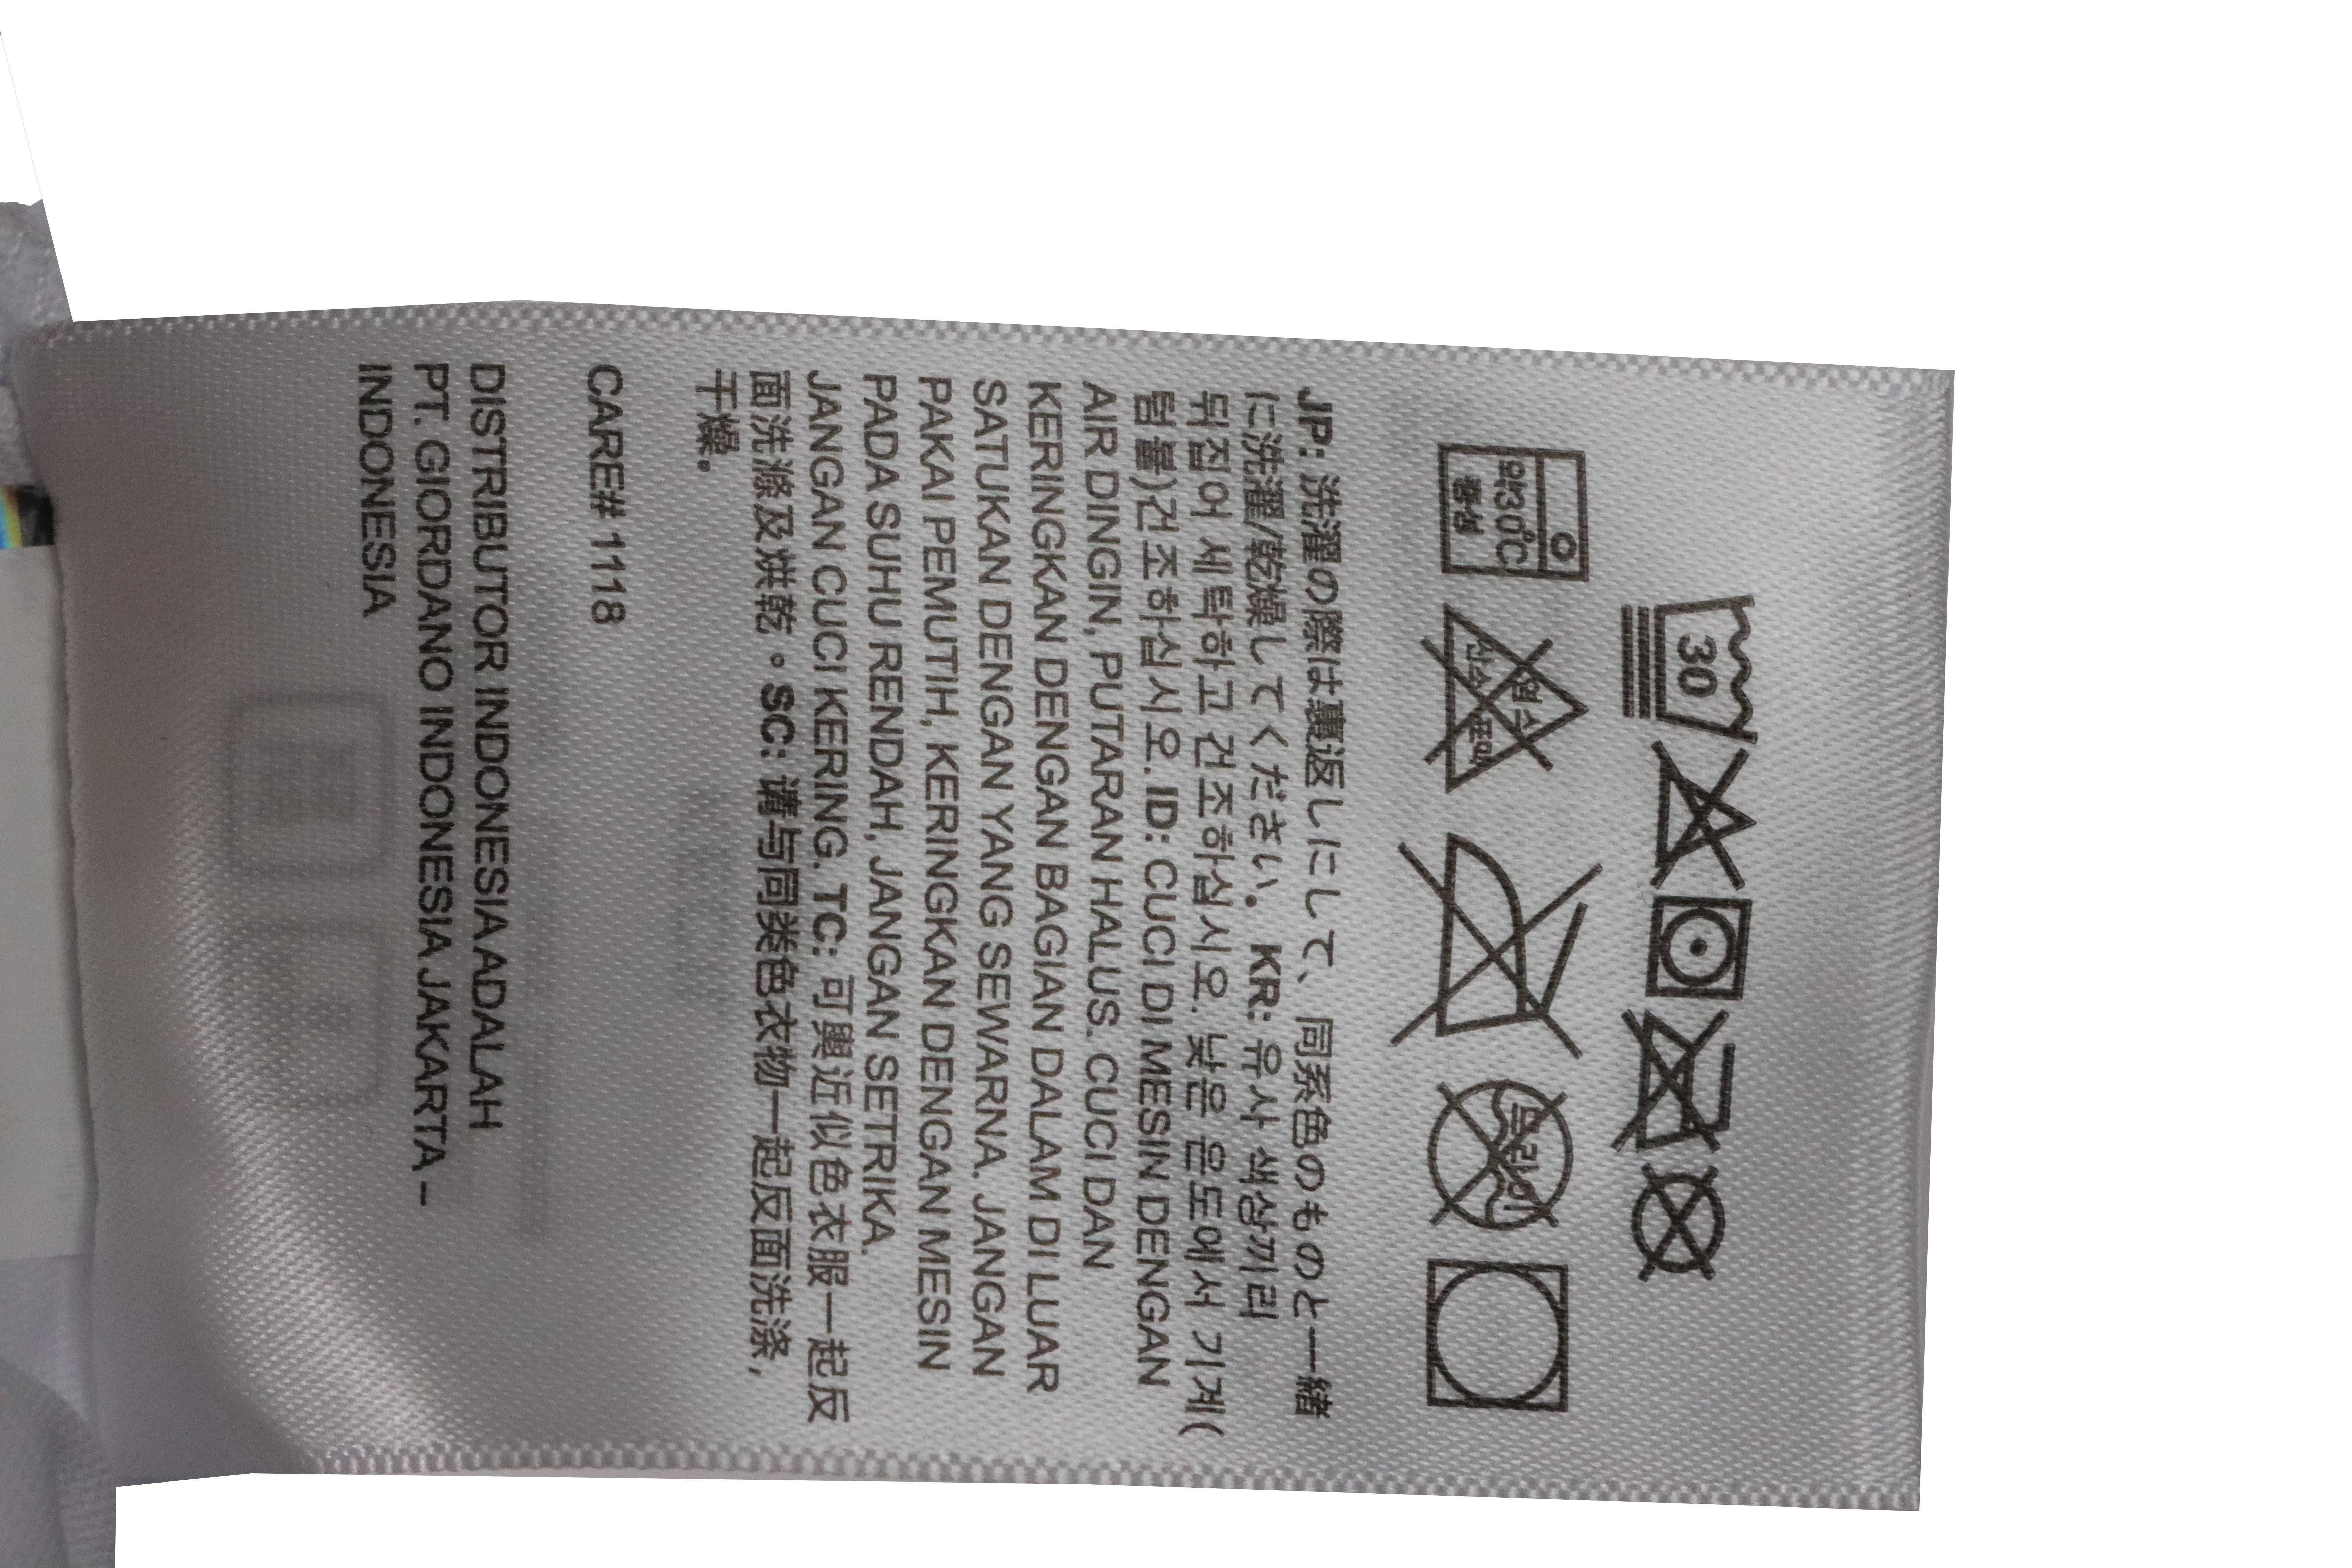 30
약30℃
중성
염소
산소
표백
드라이
JP: 洗濯の際は裏返しにして、同系色のものと一緒
に洗濯/乾燥してください。 KR: 유사 색상끼리
뒤집어 세탁하고 건조하십시오. 낮은 온도에서 기계(
텀블)건조하십시오. ID: CUCI DI MESIN DENGAN
AIR DINGIN, PUTARAN HALUS. CUCI DAN
KERINGKAN DENGAN BAGIAN DALAM DI LUAR
SATUKAN DENGAN YANG SEWARNA. JANGAN
PAKAI PEMUTIH, KERINGKAN DENGAN MESIN
PADA SUHU RENDAH, JANGAN SETRIKA.
JANGAN CUCI KERING. TC: 可與近似色衣服一起反
面洗滌及烘乾。SC: 请与同类色衣物一起反面洗涤，
干燥。
CARE# 1118
DISTRIBUTOR INDONESIA ADALAH
PT. GIORDANO INDONESIA JAKARTA –
INDONESIA